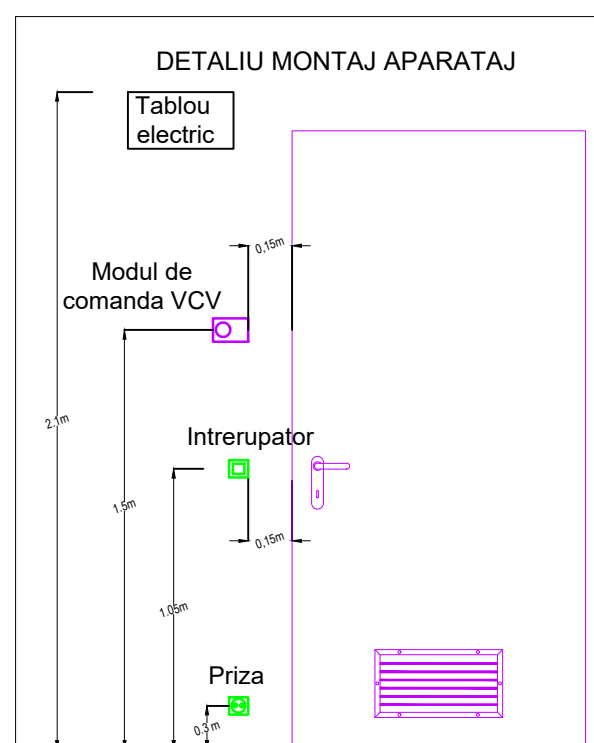 DETALIU MONTAJ APARATAJ
Tablou
electric
0,15m
Modul de
comanda VCV
2.1m
Intrerupator
1.5m
0,15m
1.05m
Priza
0.3 m